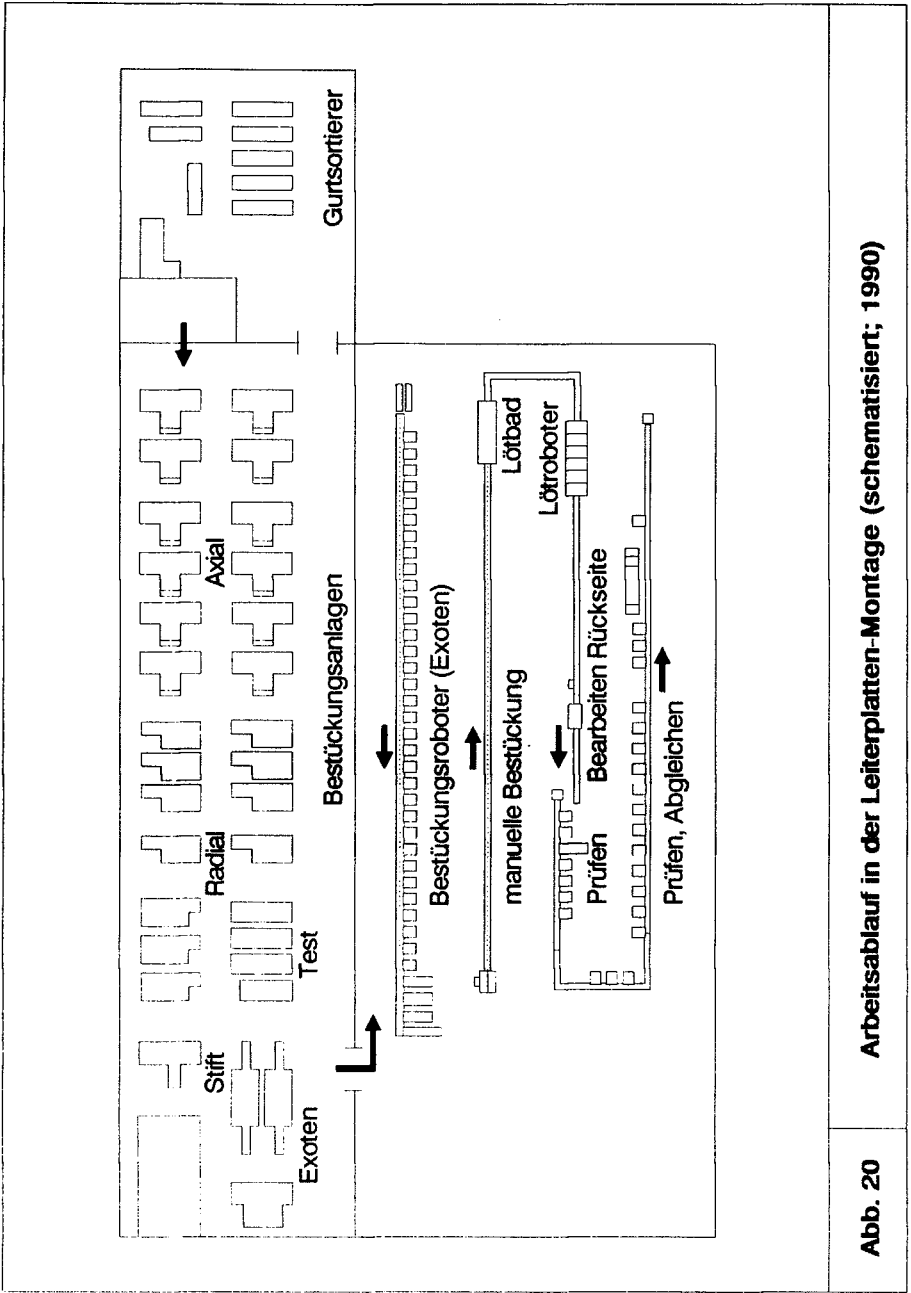 Gurtsortierer
Axial
Radial
Test
Stift
Exoten
Bestückungsanlagen
Bestückungsroboter (Exoten)
manuelle Bestückung
Lötbad
Lötroboter
Bearbeiten Rückseite
Prüfen
Prüfen, Abgleichen
Abb. 20 Arbeitsablauf in der Leiterplatten-Montage (schematisiert; 1990)